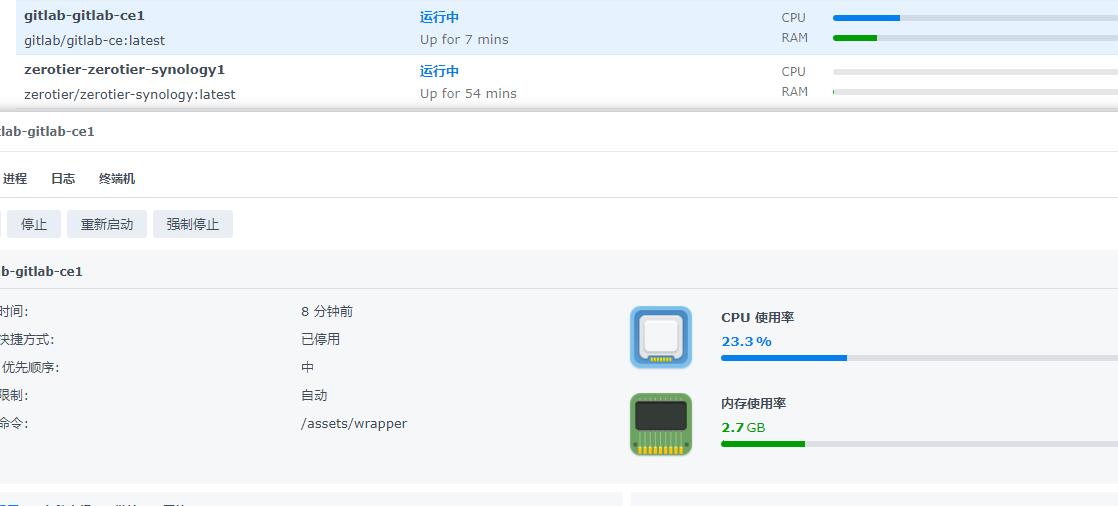 gitlab-gitlab-ce1 运行中 CPU
gitlab/gitlab-ce:latest Up for 7 mins RAM
zerotier-zerotier-synology1 运行中 CPU
zerotier/zerotier-synology:latest Up for 54 mins RAM
lab-gitlab-ce1
进程 日志 终端机
停止 重新启动 强制停止
b-gitlab-ce1
时间: 8 分钟前
快捷方式: 已停用
优先顺序: 中
限制: 自动
命令: /assets/wrapper
CPU 使用率
23.3 %
内存使用率
2.7 GB